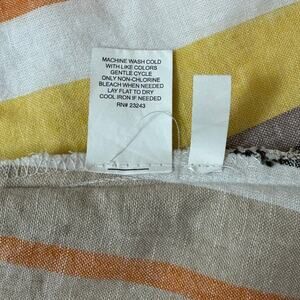 MACHINE WASH COLD
WITH LIKE COLORS
GENTLE CYCLE
ONLY NON-CHLORINE
BLEACH WHEN NEEDED
LAY FLAT TO DRY
COOL IRON IF NEEDED
RN# 23243